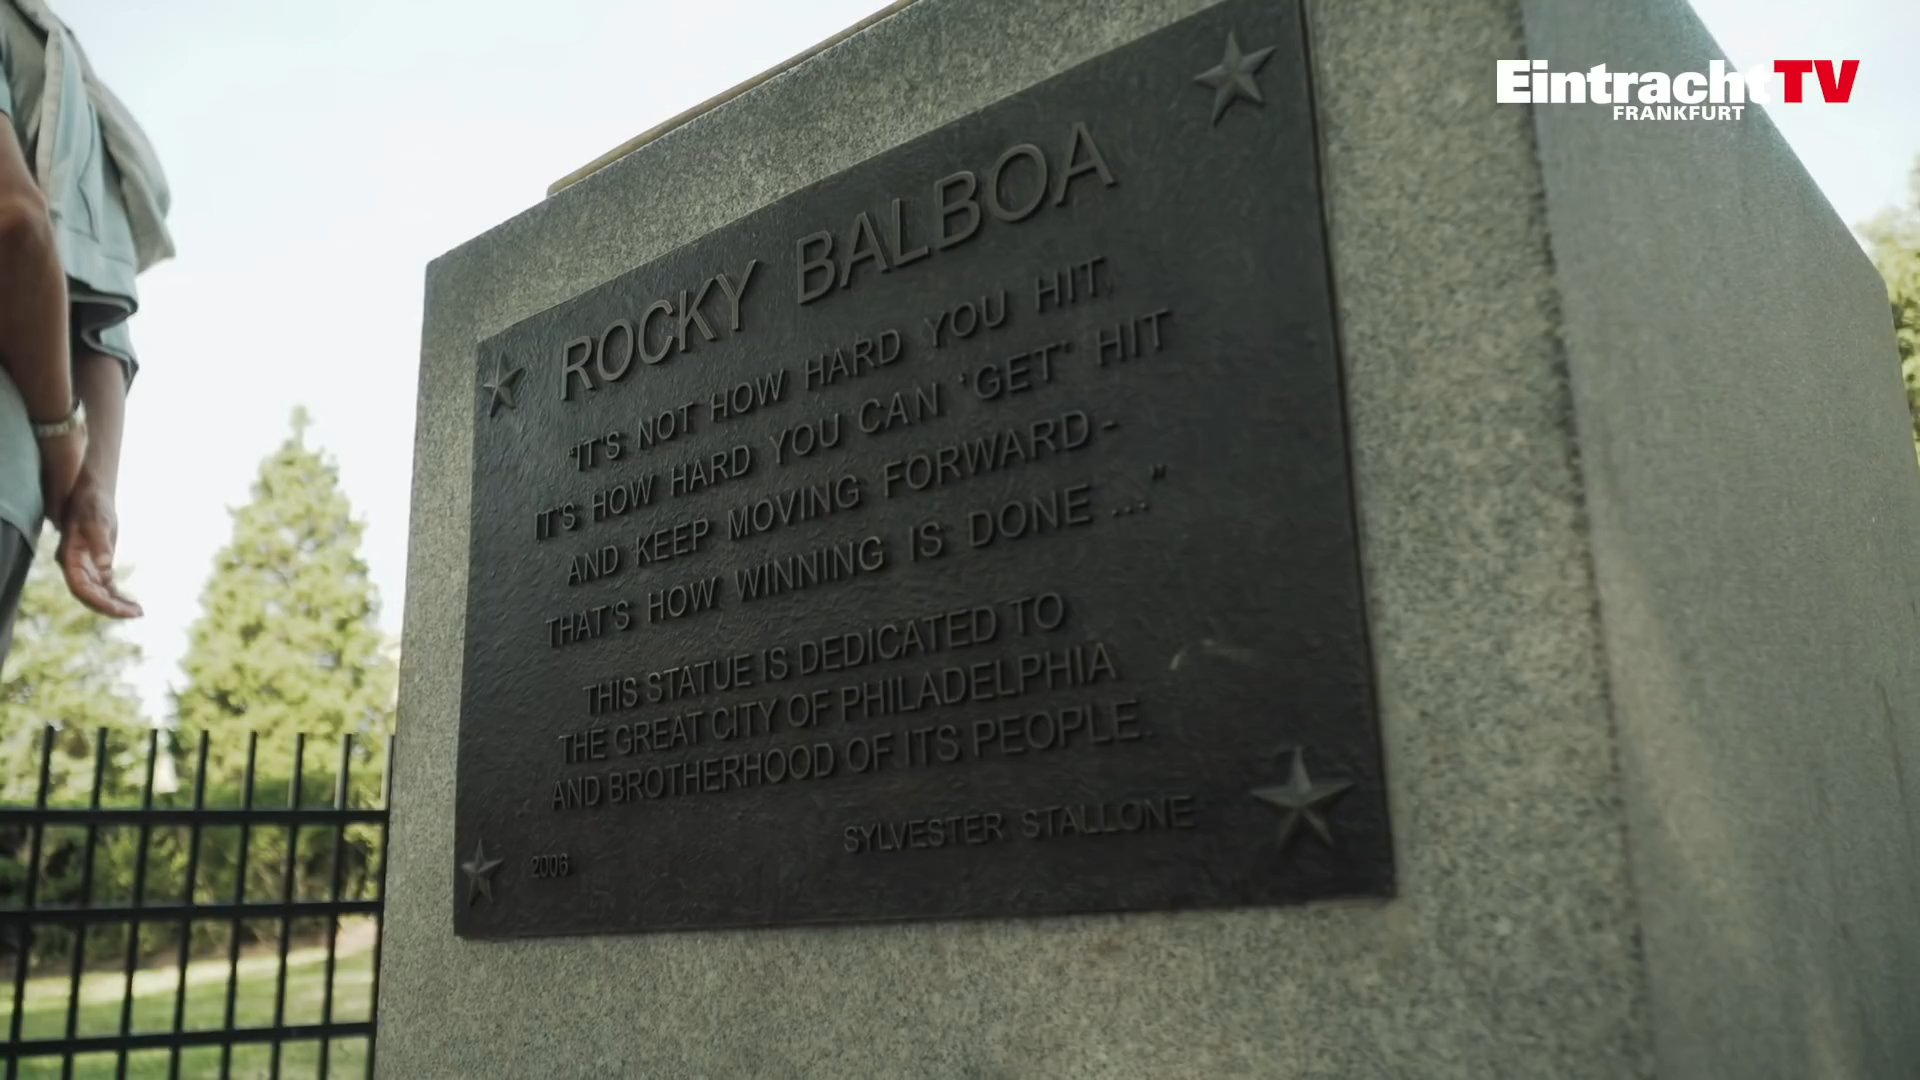 EintrachtTV
FRANKFURT
ROCKY BALBOA
"IT'S NOT HOW HARD YOU HIT,
IT'S HOW HARD YOU CAN 'GET' HIT
AND KEEP MOVING FORWARD -
THAT'S HOW WINNING IS DONE ..."
THIS STATUE IS DEDICATED TO
THE GREAT CITY OF PHILADELPHIA
AND BROTHERHOOD OF ITS PEOPLE.
SYLVESTER STALLONE
2006